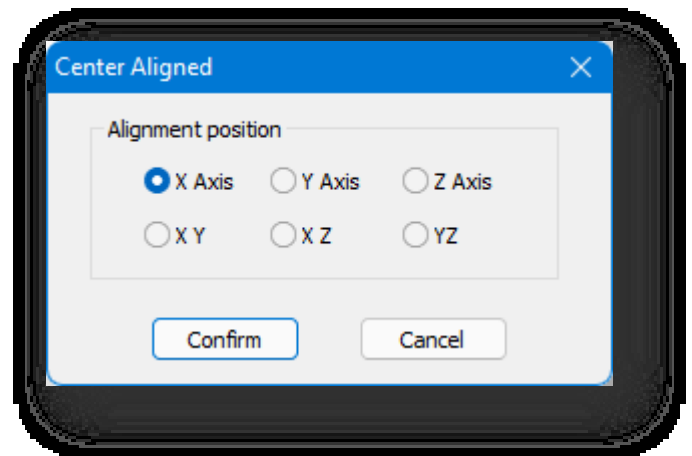 Center Aligned
Alignment position
X Axis Y Axis Z Axis
X Y X Z YZ
Confirm Cancel